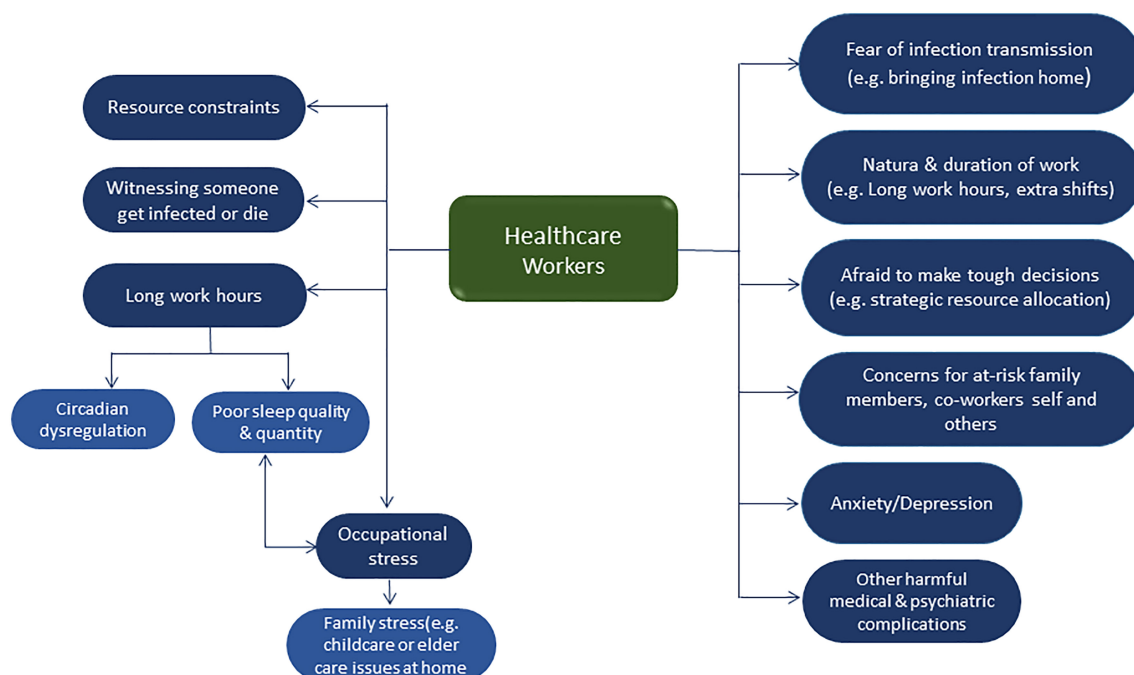 Resource constraints
Witnessing someone
get infected or die
Long work hours
Circadian
dysregulation
Poor sleep quality
& quantity
Occupational
stress
Family stress(e.g.
childcare or elder
care issues at home
Healthcare
Workers
Fear of infection transmission
(e.g. bringing infection home)
Natura & duration of work
(e.g. Long work hours, extra shifts)
Afraid to make tough decisions
(e.g. strategic resource allocation)
Concerns for at-risk family
members, co-workers self and
others
Anxiety/Depression
Other harmful
medical & psychiatric
complications